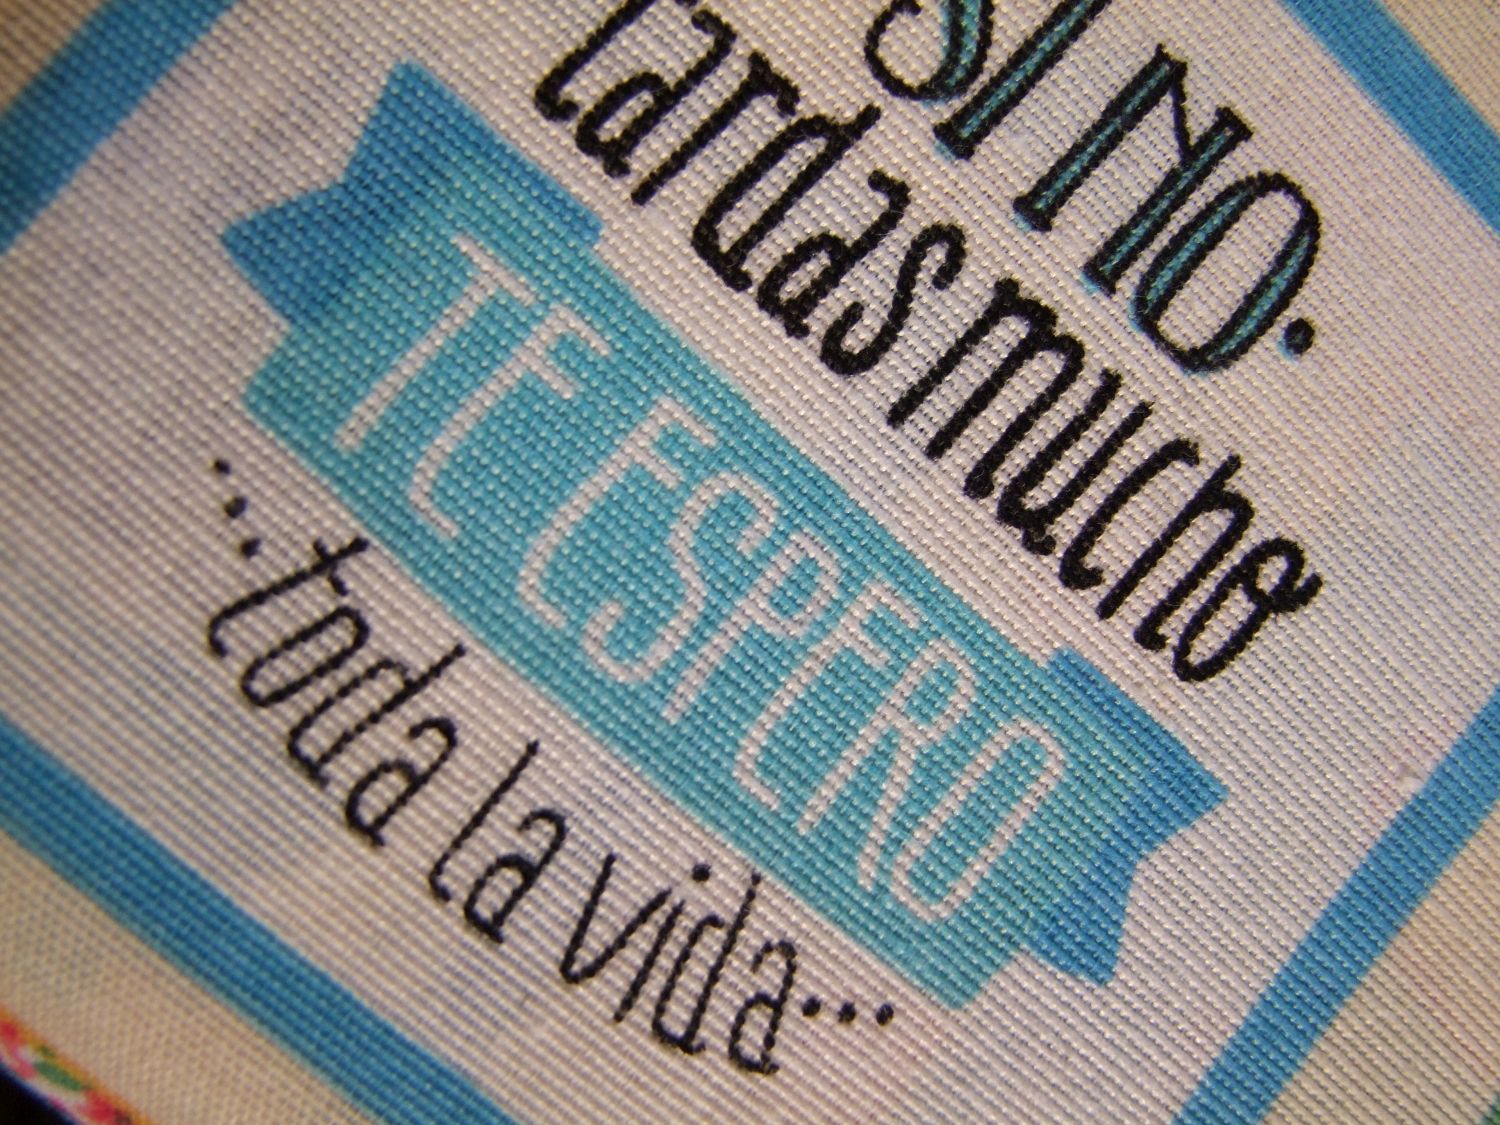 SI NO.
tardas mucho
TE ESPERO
...toda la vida...